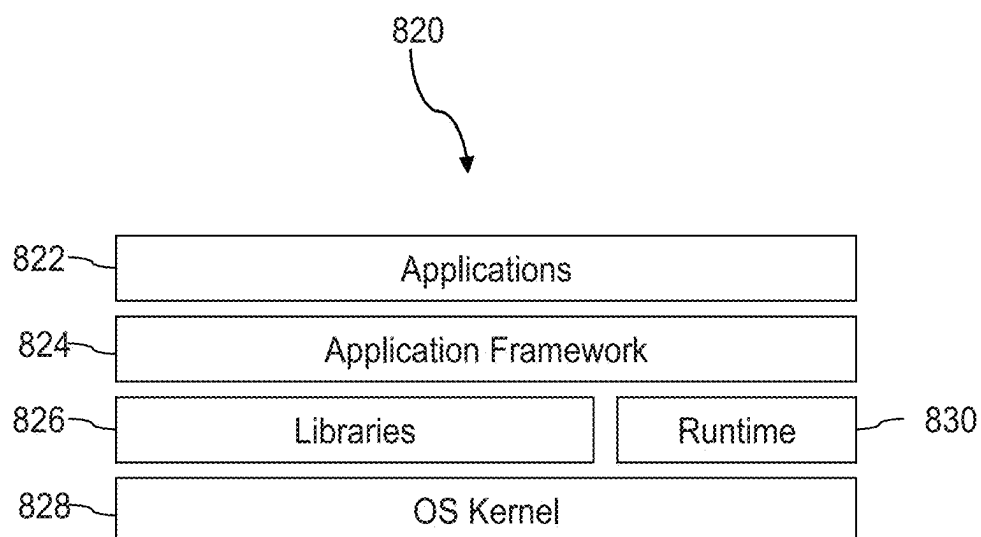 820
822 Applications
824 Application Framework
826 Libraries Runtime 830
828 OS Kernel